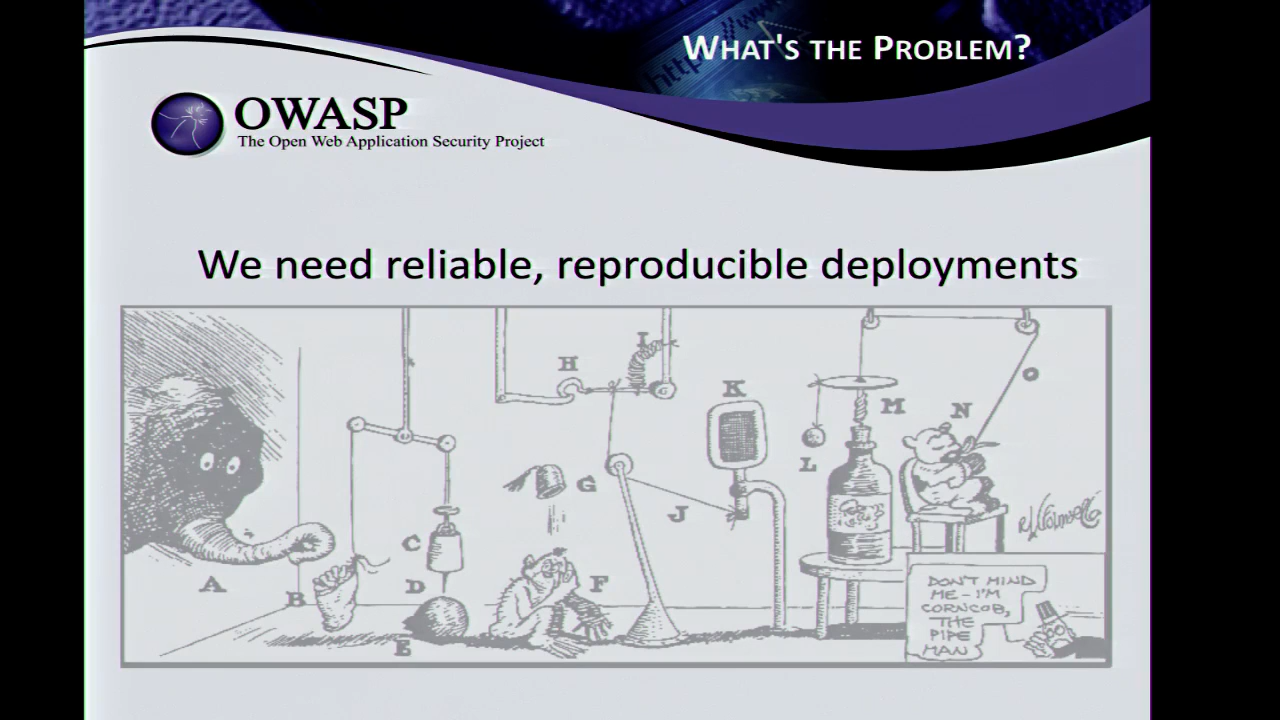 WHAT'S THE PROBLEM?
http
OWASP
The Open Web Application Security Project
We need reliable, reproducible deployments
A
B
C
D
E
F
G
H
I
J
K
L
M
N
O
DON'T MIND
ME - I'M
CORNCOB,
THE
PIPE
MAN